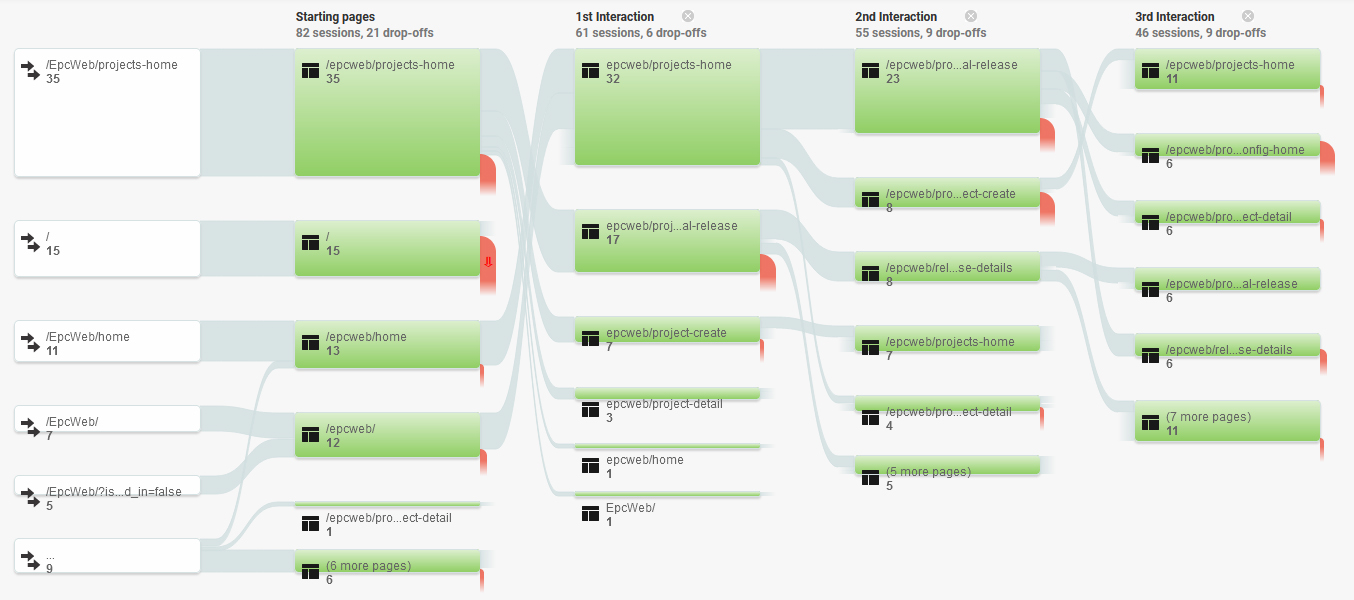 Starting pages
82 sessions, 21 drop-offs
1st Interaction
61 sessions, 6 drop-offs
2nd Interaction
55 sessions, 9 drop-offs
3rd Interaction
46 sessions, 9 drop-offs
/EpcWeb/projects-home
35
/
15
/EpcWeb/home
11
/EpcWeb/
7
/EpcWeb/?is...d_in=false
5
...
9
/epcweb/projects-home
35
/
15
/epcweb/home
13
/epcweb/
12
/epcweb/pro...ect-detail
1
(6 more pages)
6
epcweb/projects-home
32
epcweb/proj...al-release
17
epcweb/project-create
7
epcweb/project-detail
3
epcweb/home
1
EpcWeb/
1
/epcweb/pro...al-release
23
/epcweb/pro...ect-create
8
/epcweb/rel...se-details
8
/epcweb/projects-home
7
/epcweb/pro...ect-detail
4
(5 more pages)
5
/epcweb/projects-home
11
/epcweb/pro...onfig-home
6
/epcweb/pro...ect-detail
6
/epcweb/pro...al-release
6
/epcweb/rel...se-details
6
(7 more pages)
11